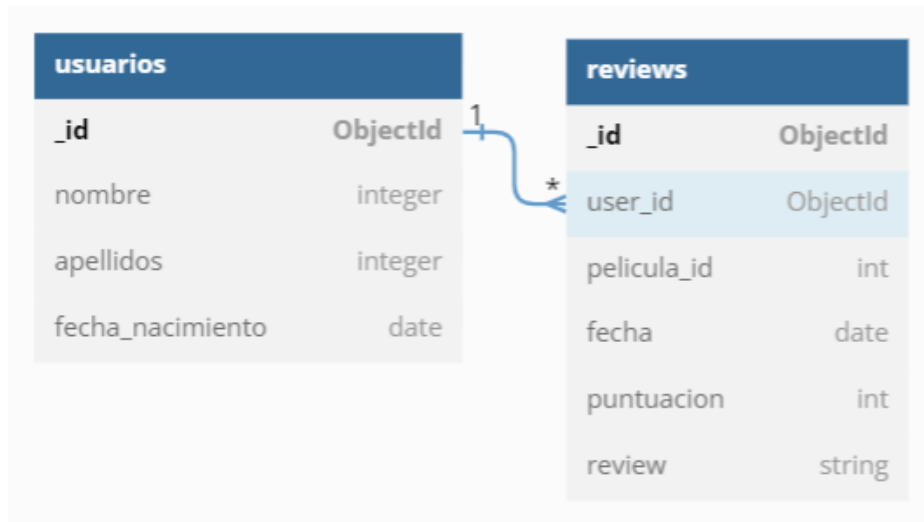 usuarios
_id ObjectId
nombre integer
apellidos integer
fecha_nacimiento date
1
*
reviews
_id ObjectId
user_id ObjectId
pelicula_id int
fecha date
puntuacion int
review string